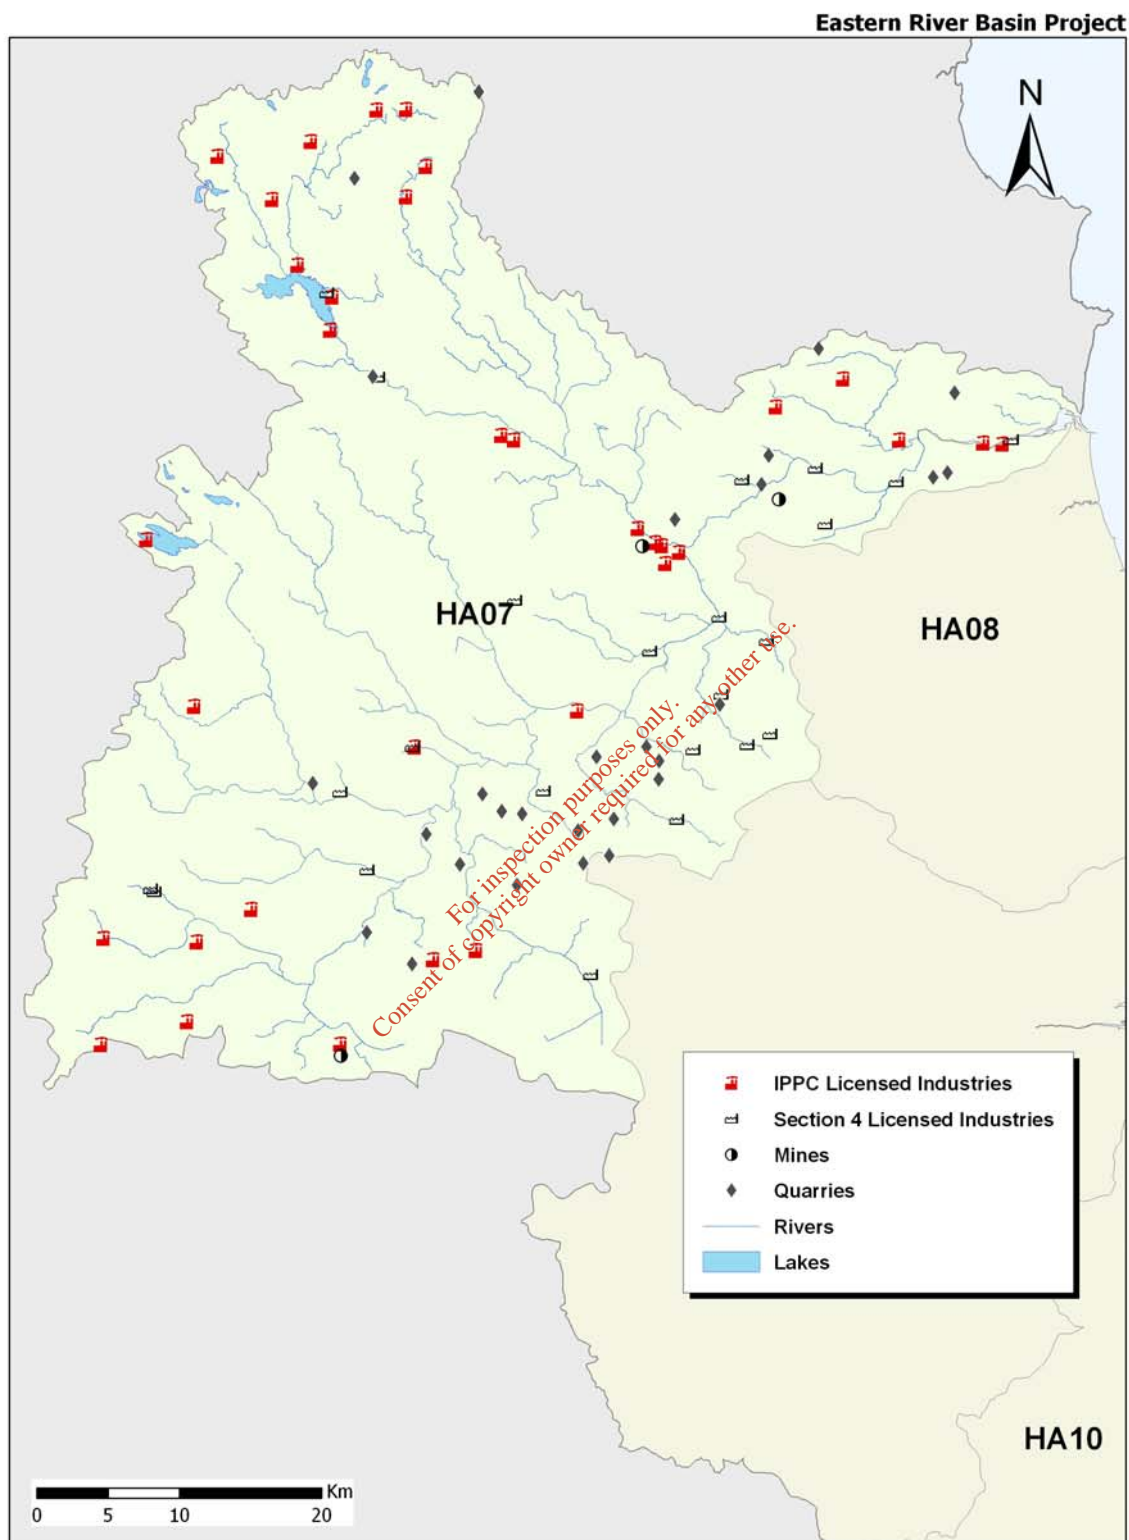 Eastern River Basin Project
N
HA07
HA08
For inspection purposes only.
Consent of copyright owner required for any other use.
IPPC Licensed Industries
Section 4 Licensed Industries
Mines
Quarries
Rivers
Lakes
HA10
Km
0 5 10 20